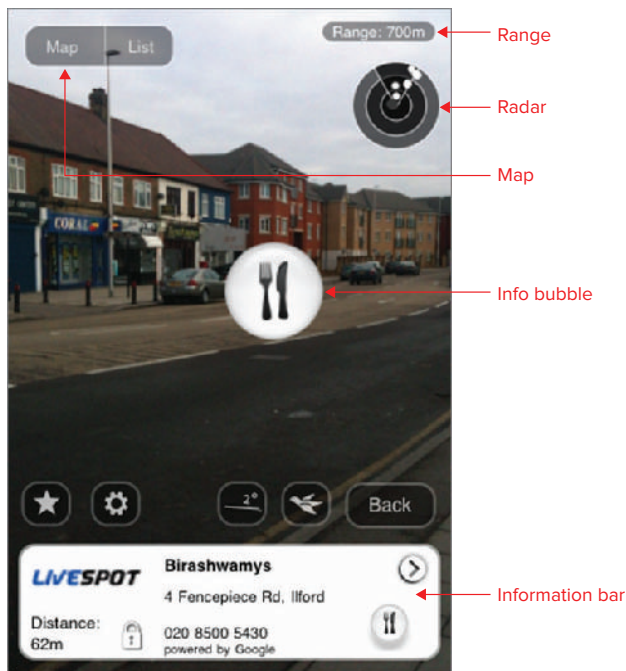 Map List
Range: 700m
Range
Radar
Map
CORAL
Info bubble
2°
Back
LIVESPOT
Birashwamys
4 Fencepiece Rd, Ilford
Information bar
Distance:
62m
020 8500 5430
powered by Google